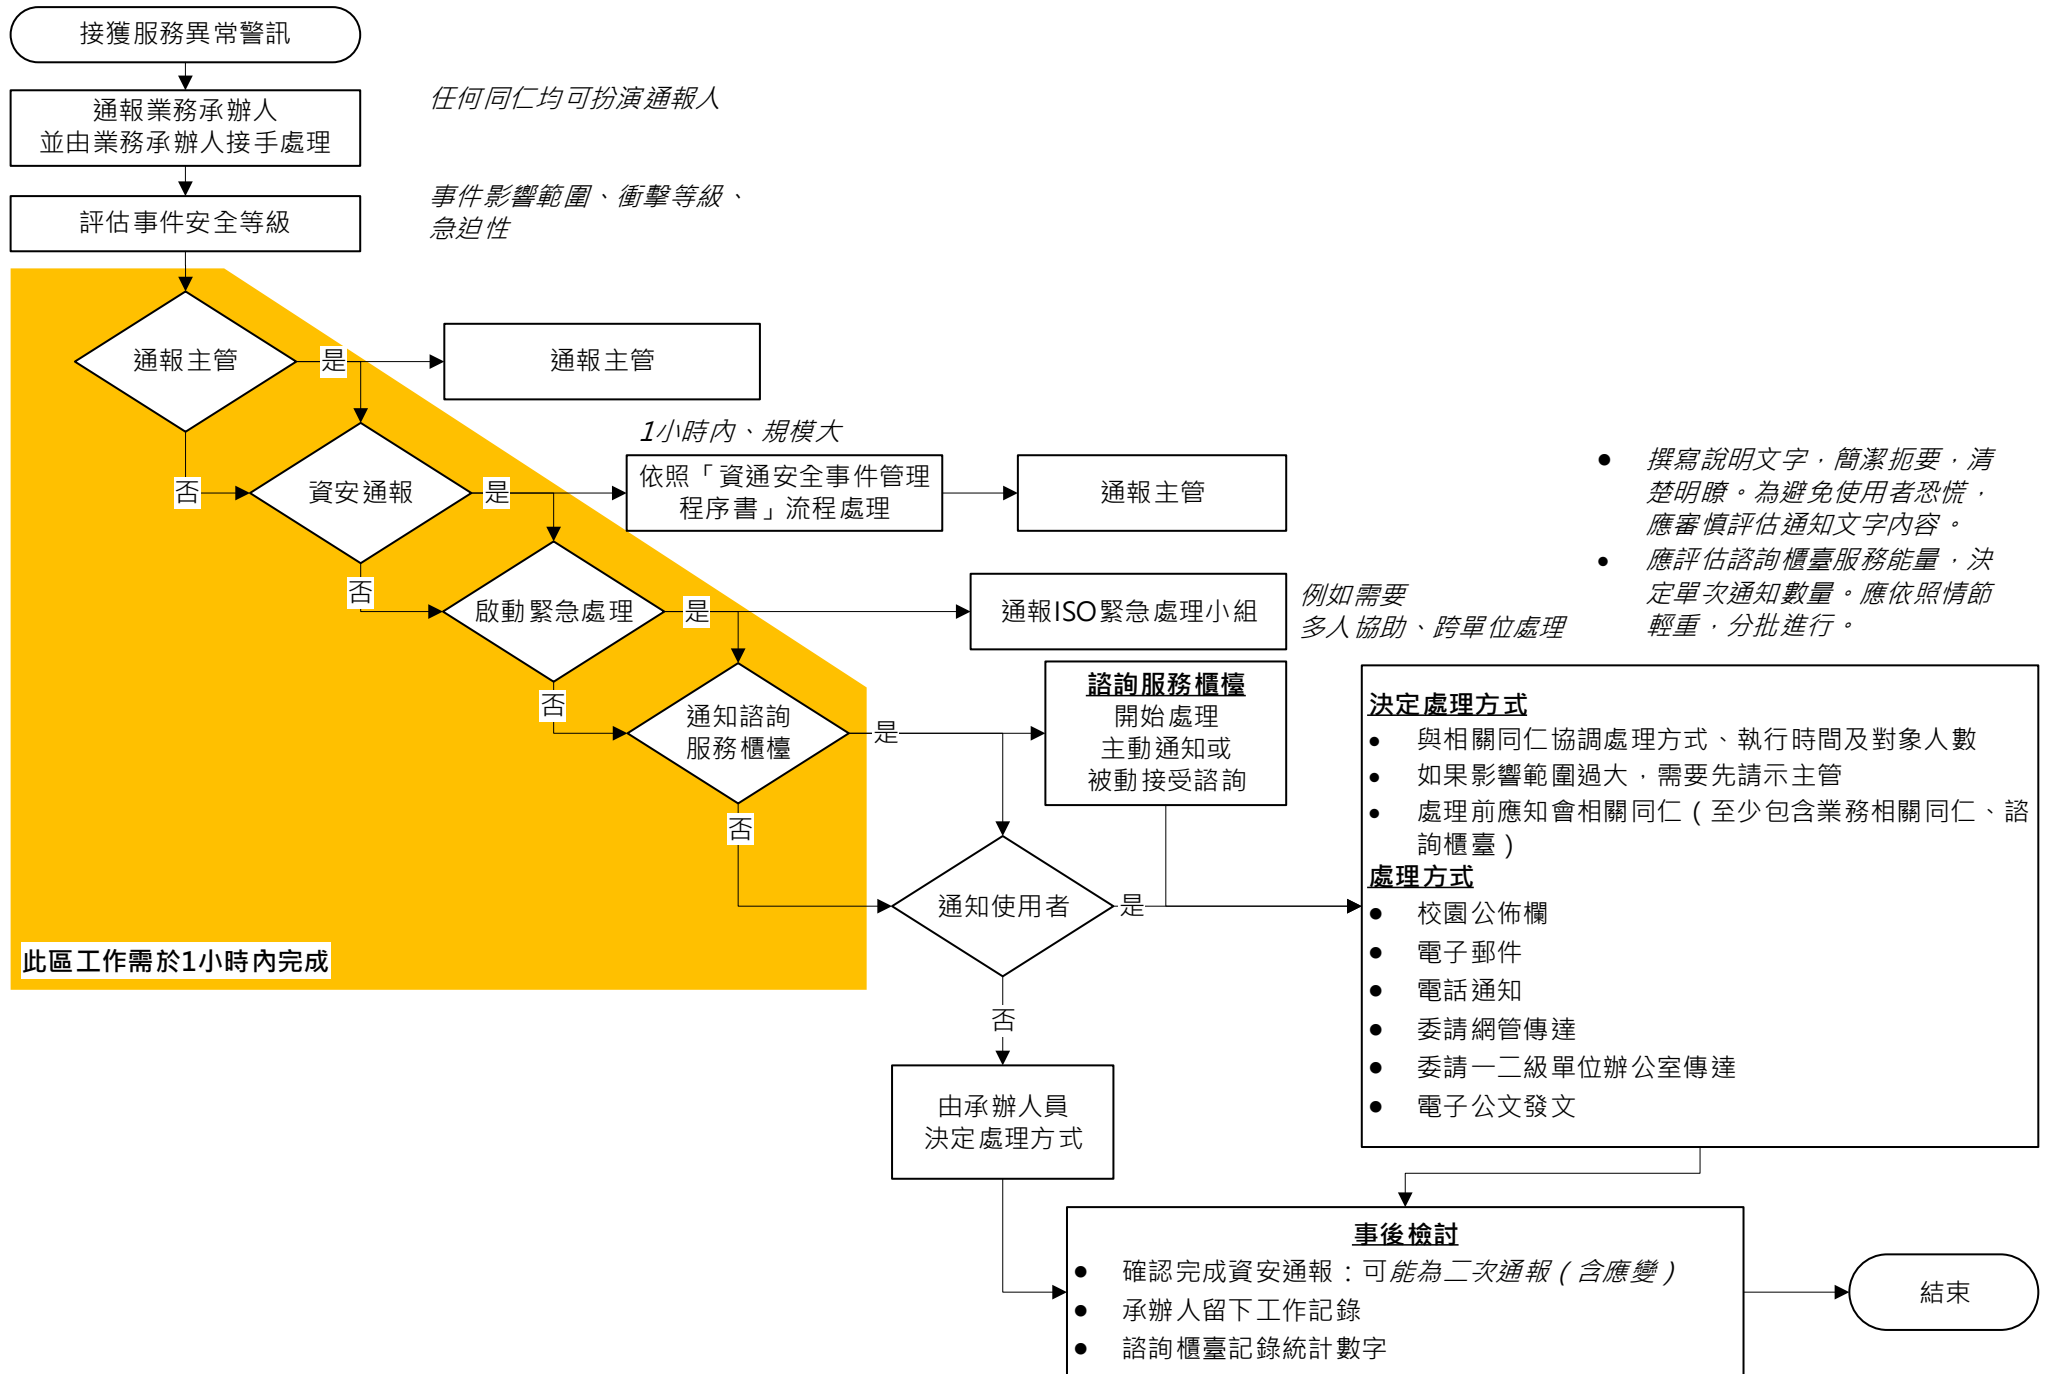 接獲服務異常警訊
通報業務承辦人
並由業務承辦人接手處理
任何同仁均可扮演通報人
評估事件安全等級
事件影響範圍、衝擊等級、
急迫性
通報主管
是
通報主管
否
資安通報
是
1小時內、規模大
依照「資通安全事件管理
程序書」流程處理
通報主管
否
啟動緊急處理
是
通報ISO緊急處理小組
例如需要
多人協助、跨單位處理
否
通知諮詢
服務櫃檯
是
諮詢服務櫃檯
開始處理
主動通知或
被動接受諮詢
否
此區工作需於1小時內完成
通知使用者
是
否
由承辦人員
決定處理方式
● 撰寫說明文字，簡潔扼要，清
楚明瞭。為避免使用者恐慌，
應審慎評估通知文字內容。
● 應評估諮詢櫃臺服務能量，決
定單次通知數量。應依照情節
輕重，分批進行。
決定處理方式
● 與相關同仁協調處理方式、執行時間及對象人數
● 如果影響範圍過大，需要先請示主管
● 處理前應知會相關同仁（至少包含業務相關同仁、諮
詢櫃臺）
處理方式
● 校園公佈欄
● 電子郵件
● 電話通知
● 委請網管傳達
● 委請一二級單位辦公室傳達
● 電子公文發文
事後檢討
● 確認完成資安通報：可能為二次通報（含應變）
● 承辦人留下工作記錄
● 諮詢櫃臺記錄統計數字
結束